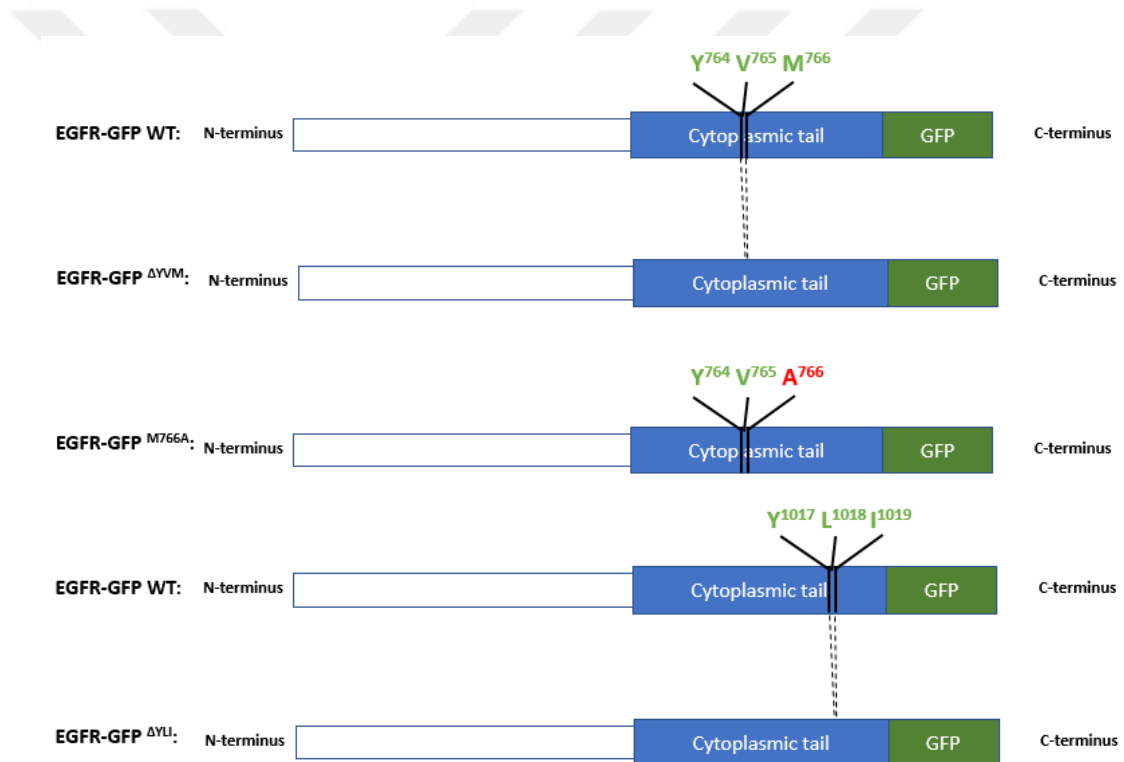 Y764 V765 M766
EGFR-GFP WT: N-terminus Cytoplasmic tail GFP C-terminus
EGFR-GFP ΔYVM: N-terminus Cytoplasmic tail GFP C-terminus
Y764 V765 A766
EGFR-GFP M766A: N-terminus Cytoplasmic tail GFP C-terminus
Y1017 L1018 I1019
EGFR-GFP WT: N-terminus Cytoplasmic tail GFP C-terminus
EGFR-GFP ΔYLI: N-terminus Cytoplasmic tail GFP C-terminus